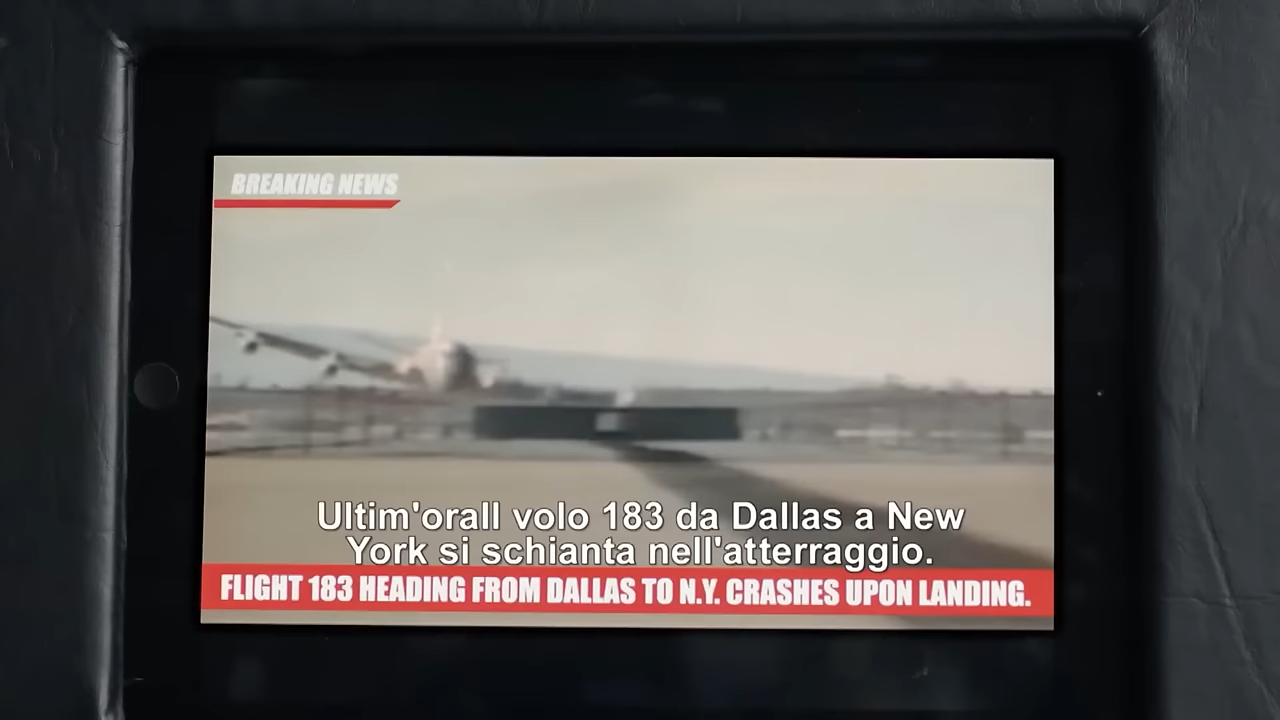 BREAKING NEWS
Ultim'orall volo 183 da Dallas a New
York si schianta nell'atterraggio.
FLIGHT 183 HEADING FROM DALLAS TO N.Y. CRASHES UPON LANDING.